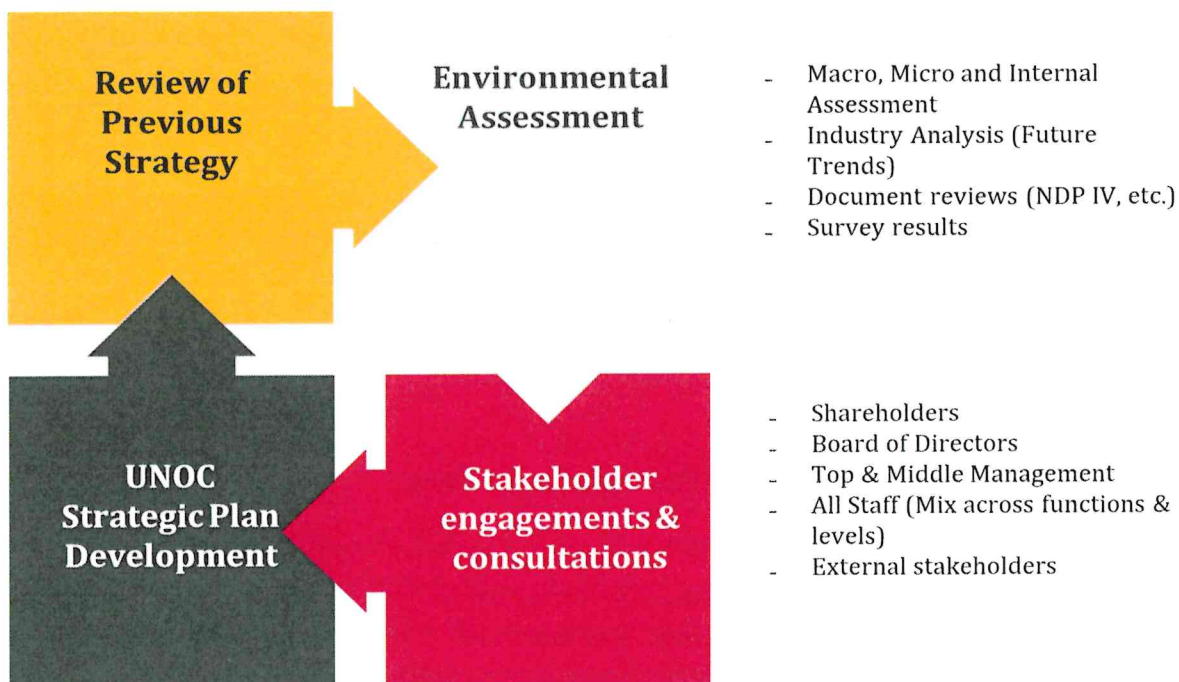 Review of
Previous
Strategy
Environmental
Assessment
- Macro, Micro and Internal
Assessment
- Industry Analysis (Future
Trends)
- Document reviews (NDP IV, etc.)
- Survey results
UNOC
Strategic Plan
Development
Stakeholder
engagements &
consultations
- Shareholders
- Board of Directors
- Top & Middle Management
- All Staff (Mix across functions &
levels)
- External stakeholders